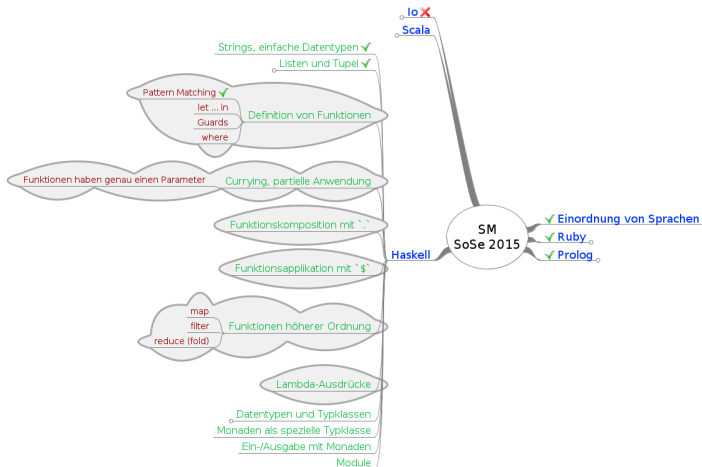 Io
Scala
Strings, einfache Datentypen
Listen und Tupel
Pattern Matching
let ... in
Guards
where
Definition von Funktionen
Funktionen haben genau einen Parameter
Currying, partielle Anwendung
Funktionskomposition mit `.`
Funktionsapplikation mit `$`
map
filter
reduce (fold)
Funktionen höherer Ordnung
Lambda-Ausdrücke
Datentypen und Typklassen
Monaden als spezielle Typklasse
Ein-/Ausgabe mit Monaden
Module
Haskell
SM
SoSe 2015
Einordnung von Sprachen
Ruby
Prolog